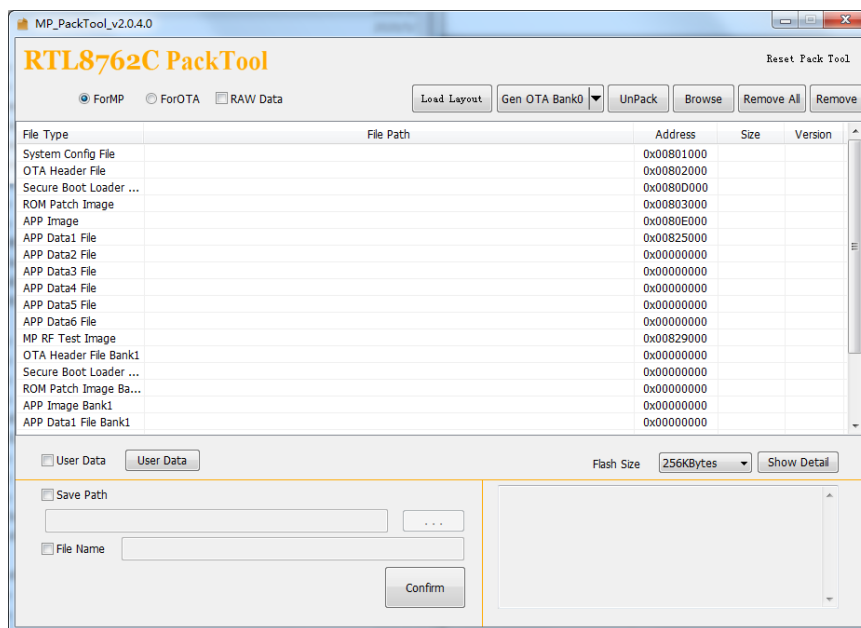 MP_PackTool_v2.0.4.0
RTL8762C PackTool
Reset Pack Tool
ForMP ForOTA RAW Data Load Layout Gen OTA Bank0 UnPack Browse Remove All Remove
File Type File Path Address Size Version
System Config File 0x00801000
OTA Header File 0x00802000
Secure Boot Loader ... 0x0080D000
ROM Patch Image 0x00803000
APP Image 0x0080E000
APP Data1 File 0x00825000
APP Data2 File 0x00000000
APP Data3 File 0x00000000
APP Data4 File 0x00000000
APP Data5 File 0x00000000
APP Data6 File 0x00000000
MP RF Test Image 0x00829000
OTA Header File Bank1 0x00000000
Secure Boot Loader ... 0x00000000
ROM Patch Image Ba... 0x00000000
APP Image Bank1 0x00000000
APP Data1 File Bank1 0x00000000
User Data User Data Flash Size 256KBytes Show Detail
Save Path
...
File Name
Confirm